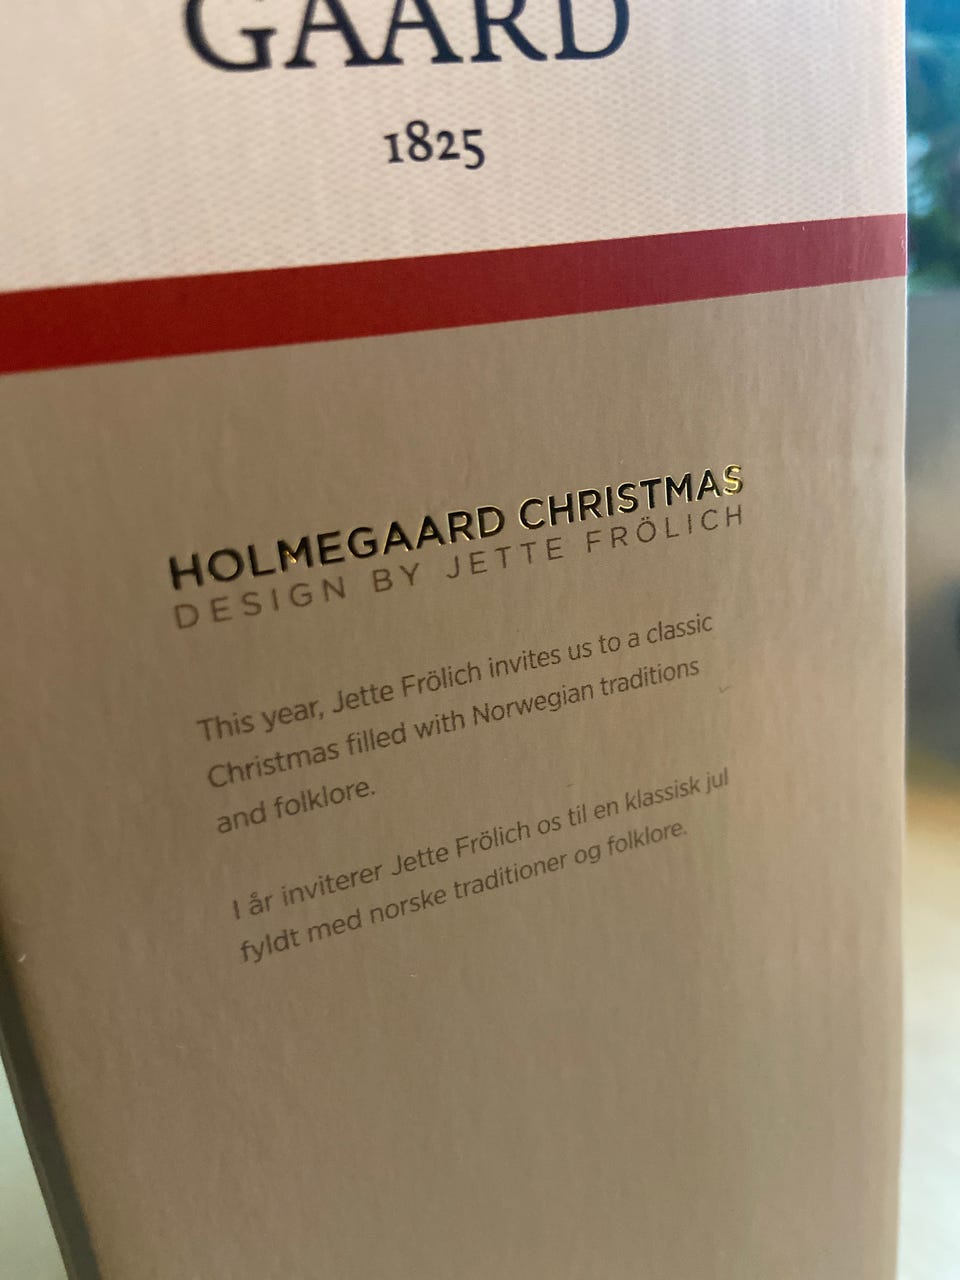 GAARD
1825
HOLMEGAARD CHRISTMAS
DESIGN BY JETTE FRÖLICH
This year, Jette Frölich invites us to a classic
Christmas filled with Norwegian traditions
and folklore.
I år inviterer Jette Frölich os til en klassisk jul
fyldt med norske traditioner og folklore.